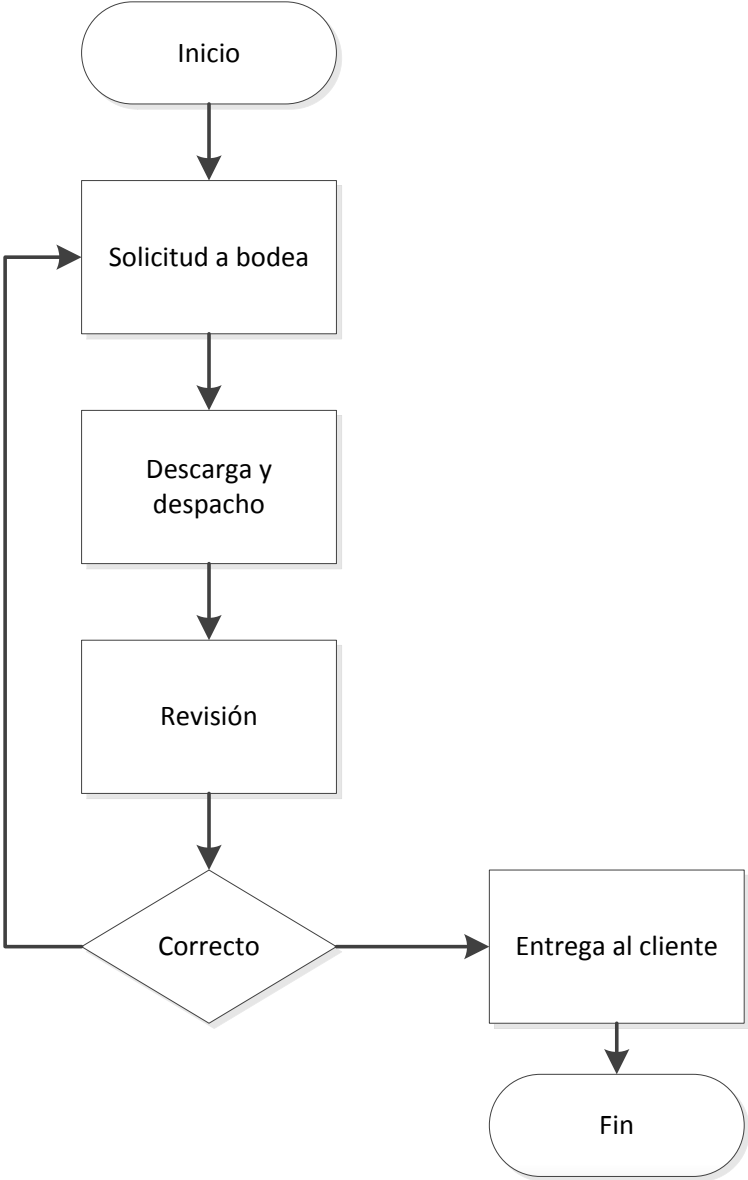 Inicio
Solicitud a bodea
Descarga y
despacho
Revisión
Correcto
Entrega al cliente
Fin